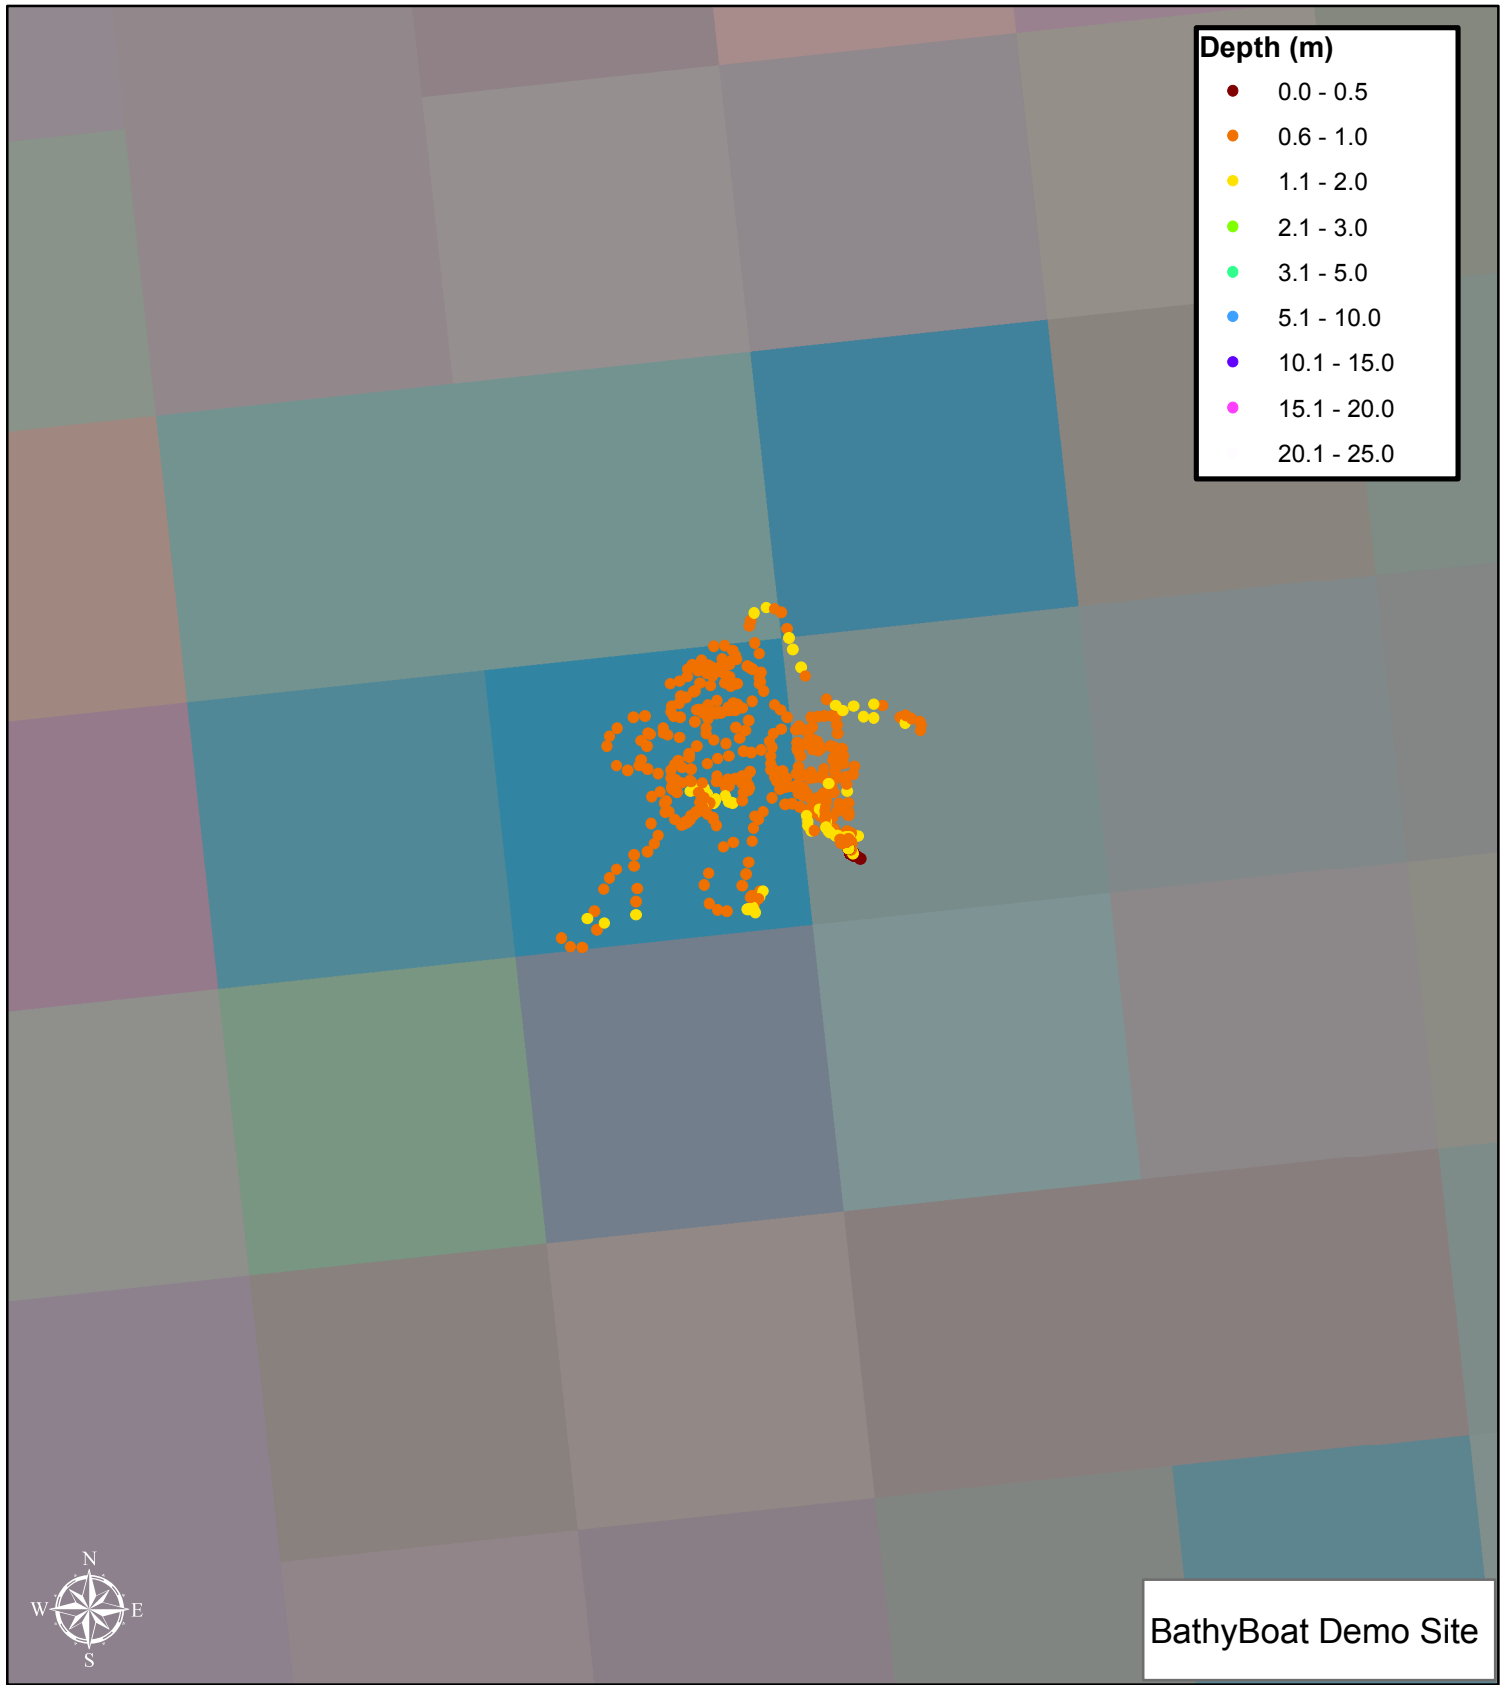 Depth (m)
0.0 - 0.5
0.6 - 1.0
1.1 - 2.0
2.1 - 3.0
3.1 - 5.0
5.1 - 10.0
10.1 - 15.0
15.1 - 20.0
20.1 - 25.0
N
W E
S
BathyBoat Demo Site